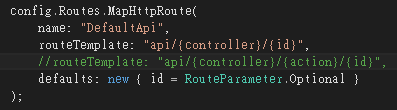 config.Routes.MapHttpRoute(
name: "DefaultApi",
routeTemplate: "api/{controller}/{id}",
//routeTemplate: "api/{controller}/{action}/{id}",
defaults: new { id = RouteParameter.Optional }
);